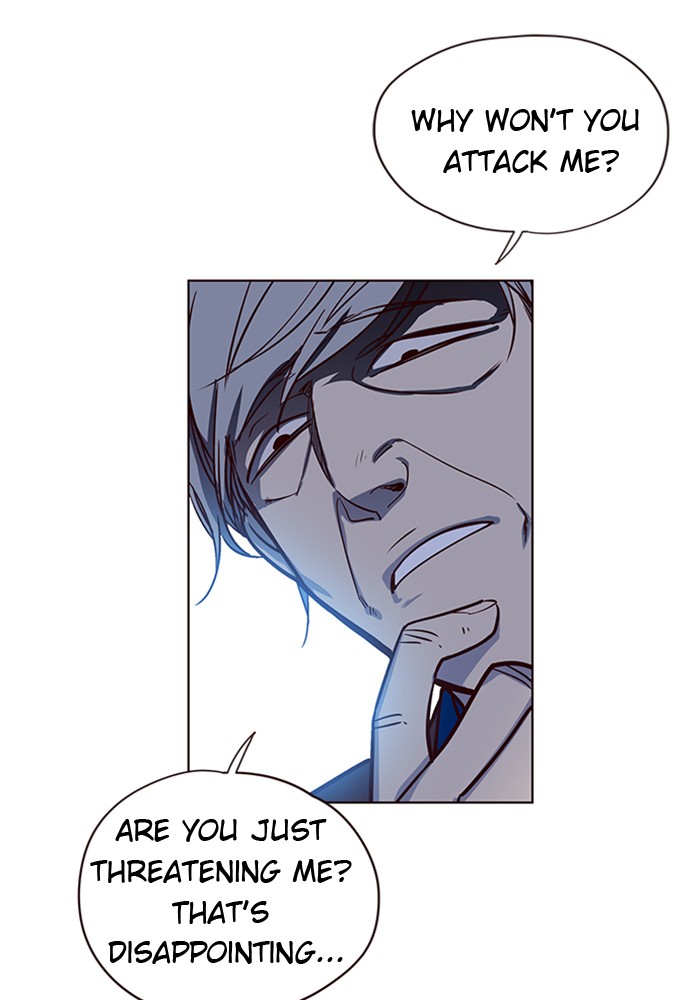 WHY WON'T YOU
ATTACK ME?
ARE YOU JUST
THREATENING ME?
THAT'S
DISAPPOINTING...